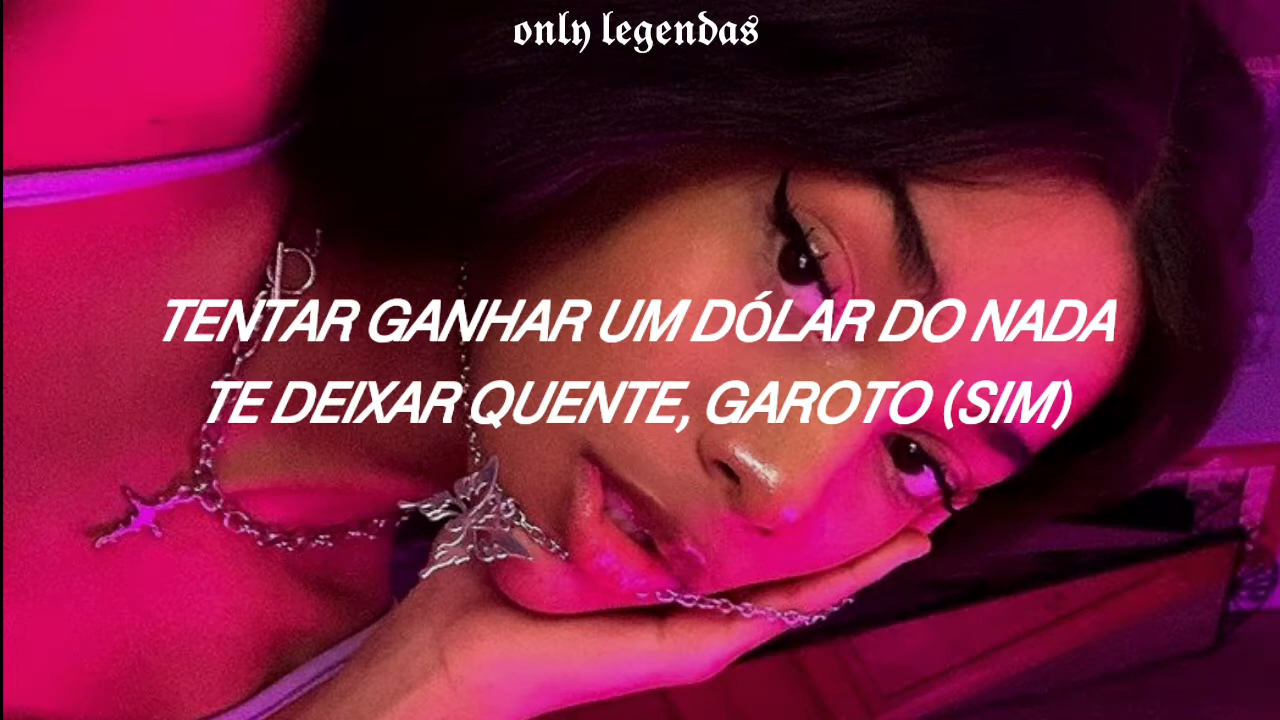 only legendas
TENTAR GANHAR UM DÓLAR DO NADA
TE DEIXAR QUENTE, GAROTO (SIM)